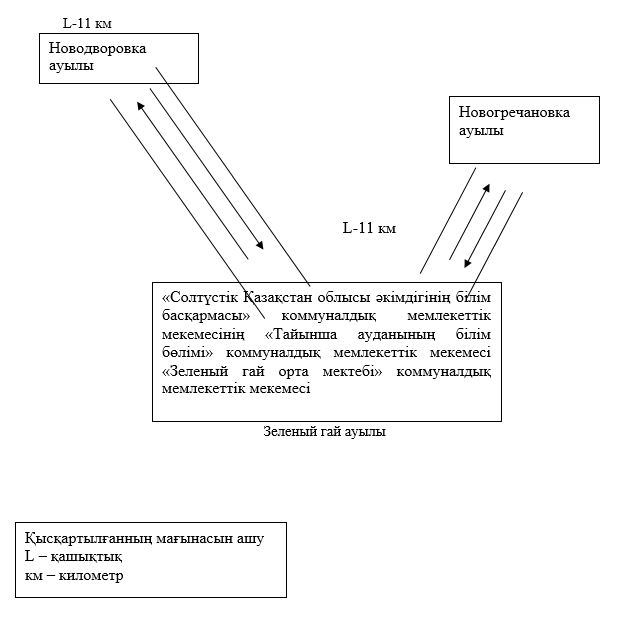 L-11 км
Новодворовка
ауылы
Новогречановка
ауылы
L-11 км
«Солтүстік Қазақстан облысы әкімдігінің білім
басқармасы» коммуналдық мемлекеттік
мекемесінің «Тайынша ауданының білім
бөлімі» коммуналдық мемлекеттік мекемесі
«Зеленый гай орта мектебі» коммуналдық
мемлекеттік мекемесі
Зеленый гай ауылы
Қысқартылғанның мағынасын ашу
L – қашықтық
км – километр